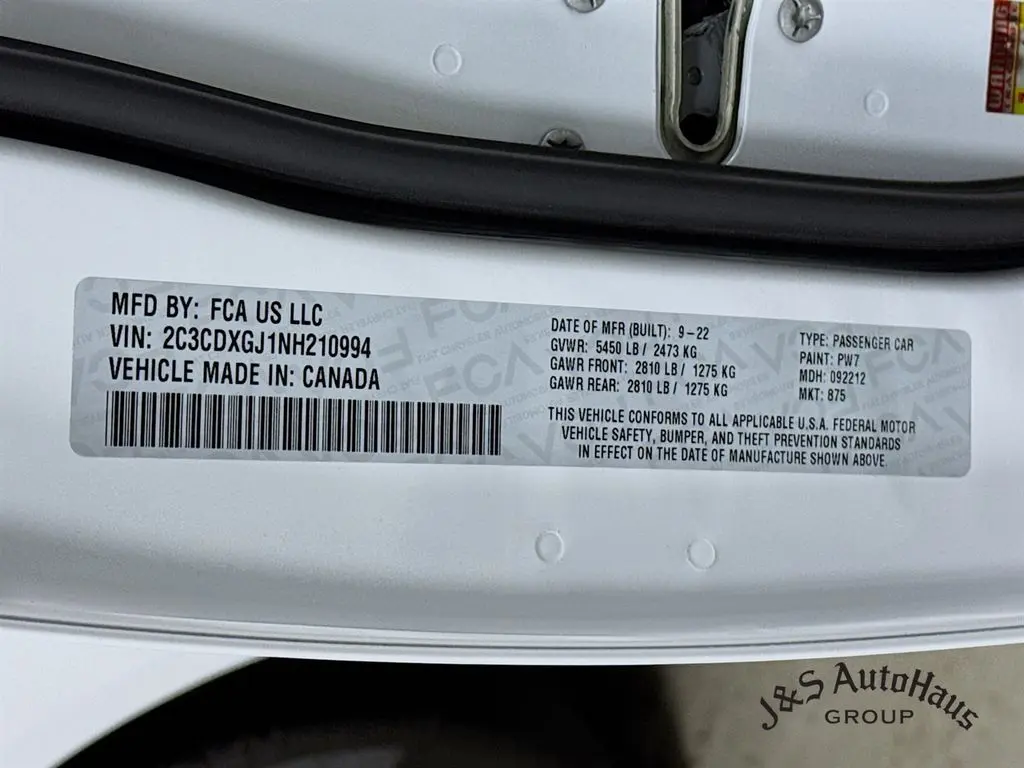 WARNING
MFD BY: FCA US LLC
VIN: 2C3CDXGJ1NH210994
VEHICLE MADE IN: CANADA
DATE OF MFR (BUILT): 9-22
GVWR: 5450 LB / 2473 KG
GAWR FRONT: 2810 LB / 1275 KG
GAWR REAR: 2810 LB / 1275 KG
TYPE: PASSENGER CAR
PAINT: PW7
MDH: 092212
MKT: 875
THIS VEHICLE CONFORMS TO ALL APPLICABLE U.S.A. FEDERAL MOTOR
VEHICLE SAFETY, BUMPER, AND THEFT PREVENTION STANDARDS
IN EFFECT ON THE DATE OF MANUFACTURE SHOWN ABOVE.
J&S AutoHaus
GROUP